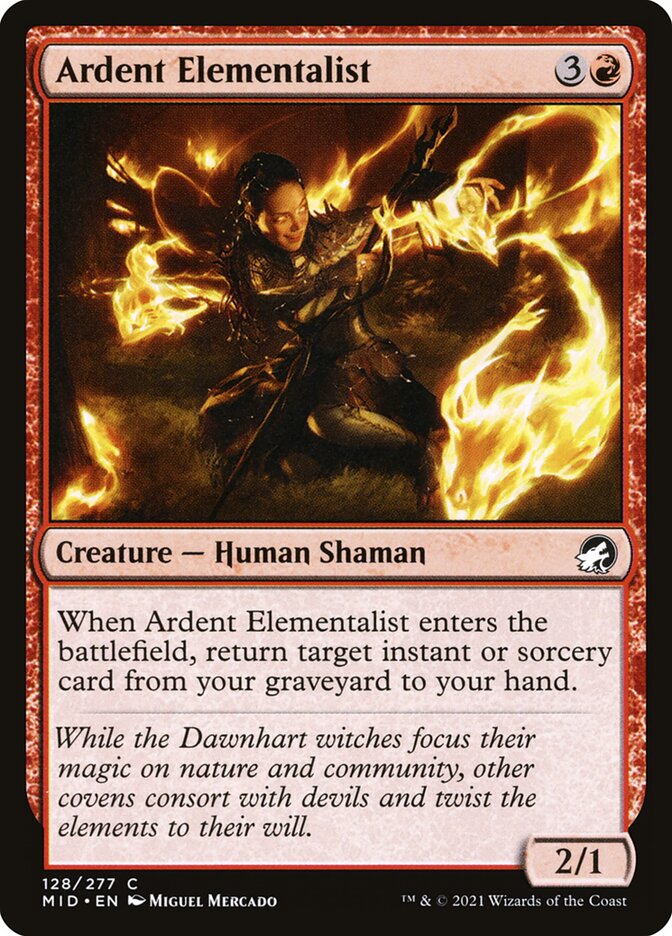 Ardent Elementalist 3
Creature — Human Shaman
When Ardent Elementalist enters the
battlefield, return target instant or sorcery
card from your graveyard to your hand.
While the Dawnhart witches focus their
magic on nature and community, other
covens consort with devils and twist the
elements to their will.
2/1
128/277 C
MID • EN Miguel Mercado ™ & © 2021 Wizards of the Coast